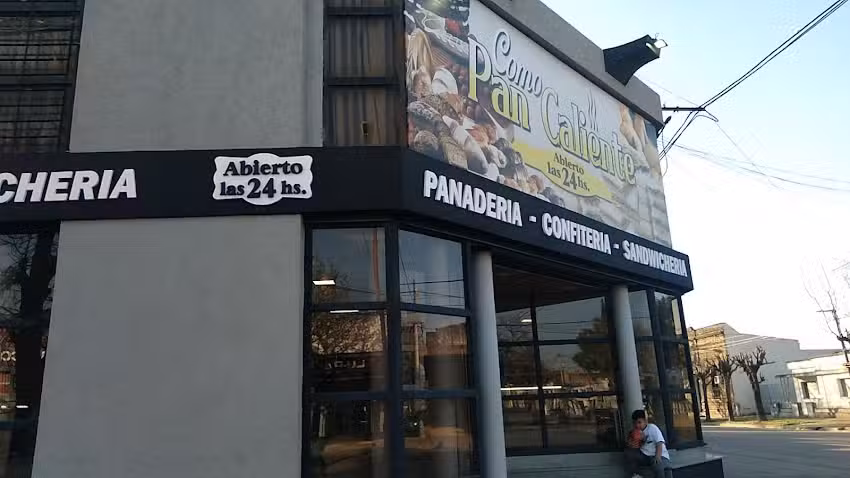 CHERIA
Abierto
las 24 hs.
Como
Pan Caliente
Abierto
las 24 hs.
PANADERIA - CONFITERIA - SANDWICHERIA